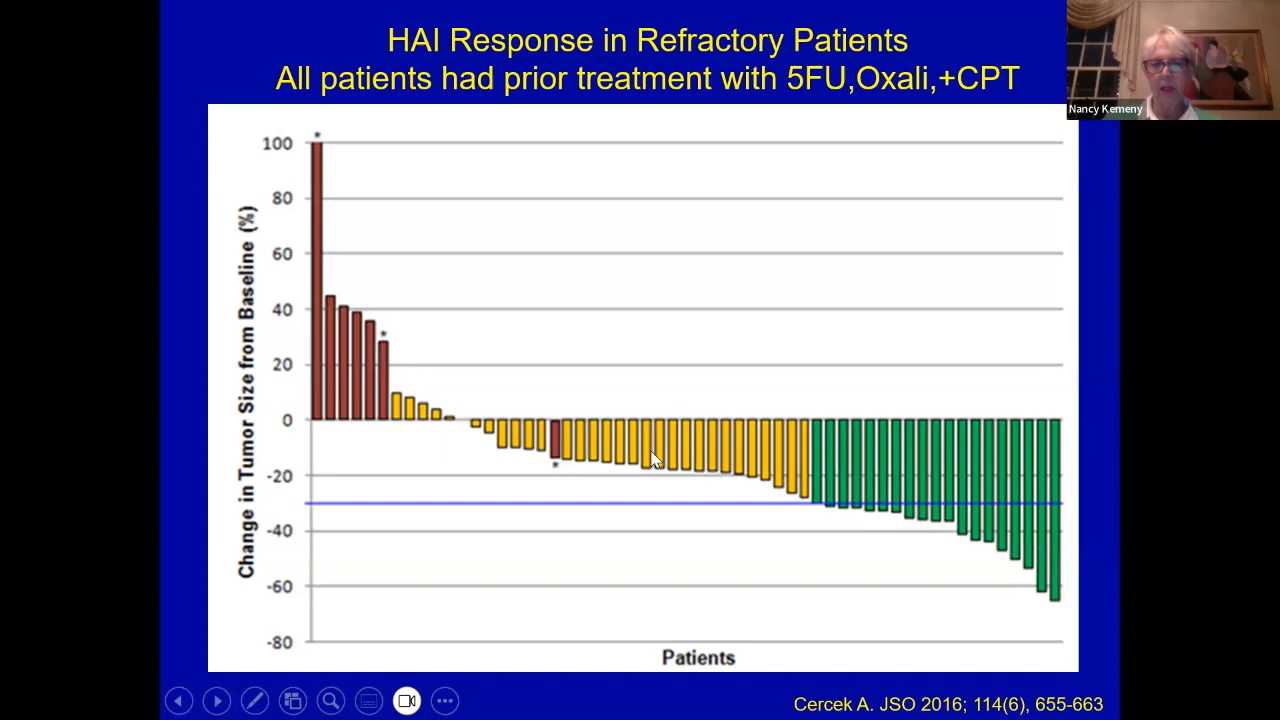 HAI Response in Refractory Patients
All patients had prior treatment with 5FU,Oxali,+CPT
Nancy Kemeny
Change in Tumor Size from Baseline (%)
100
80
60
40
20
0
-20
-40
-60
-80
*
*
*
Patients
Cercek A. JSO 2016; 114(6), 655-663